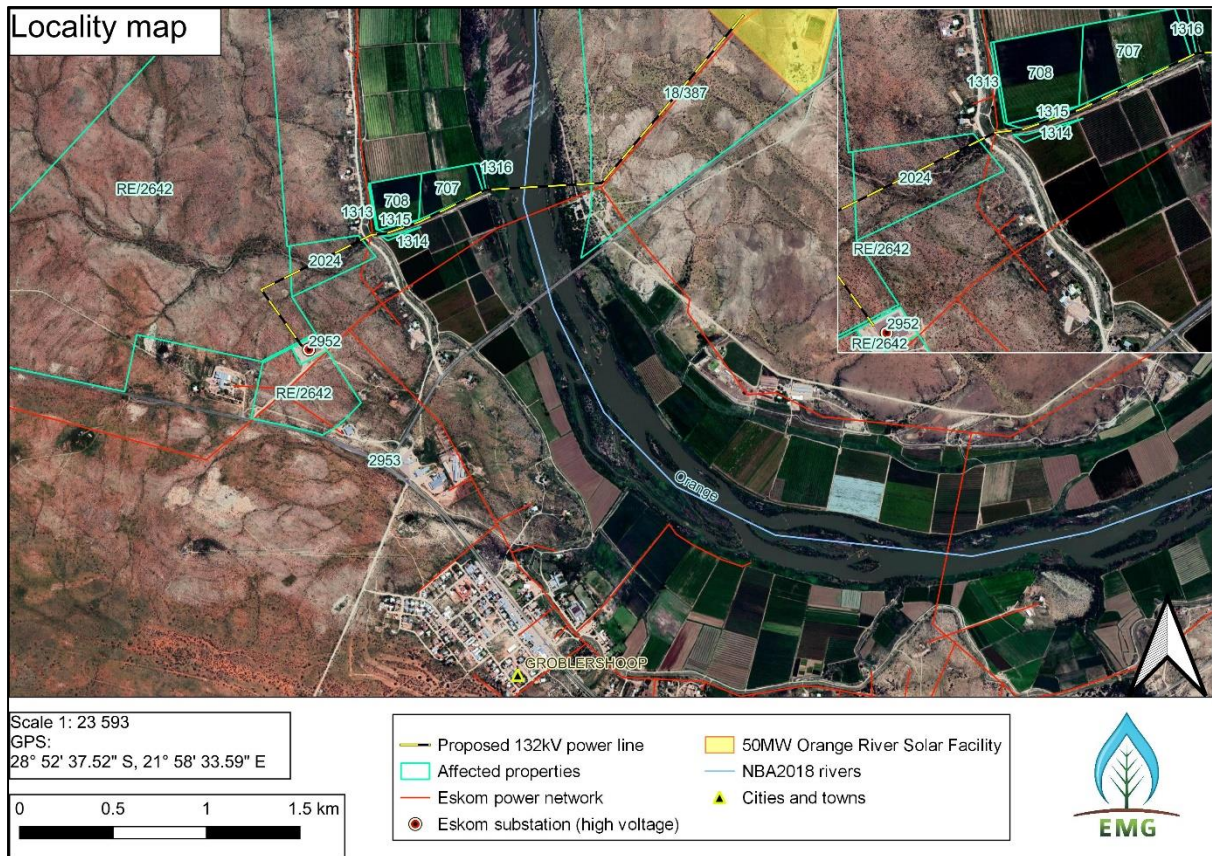 Locality map
18/387
1316
707
708
1313
1315
1314
RE/2642
2024
2952
RE/2642
2953
Orange
GROBLERSHOOP
1316
707
708
1313
1315
1314
2024
RE/2642
2952
RE/2642
Scale 1: 23 593
GPS:
28° 52' 37.52" S, 21° 58' 33.59" E
0 0.5 1 1.5 km
Proposed 132kV power line
Affected properties
Eskom power network
Eskom substation (high voltage)
50MW Orange River Solar Facility
NBA2018 rivers
Cities and towns
EMG